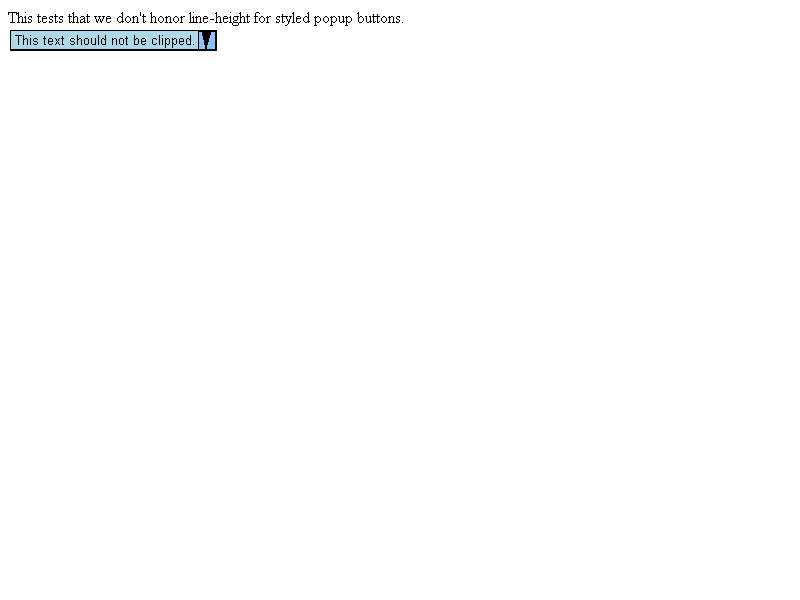 This tests that we don't honor line-height for styled popup buttons.
This text should not be clipped.